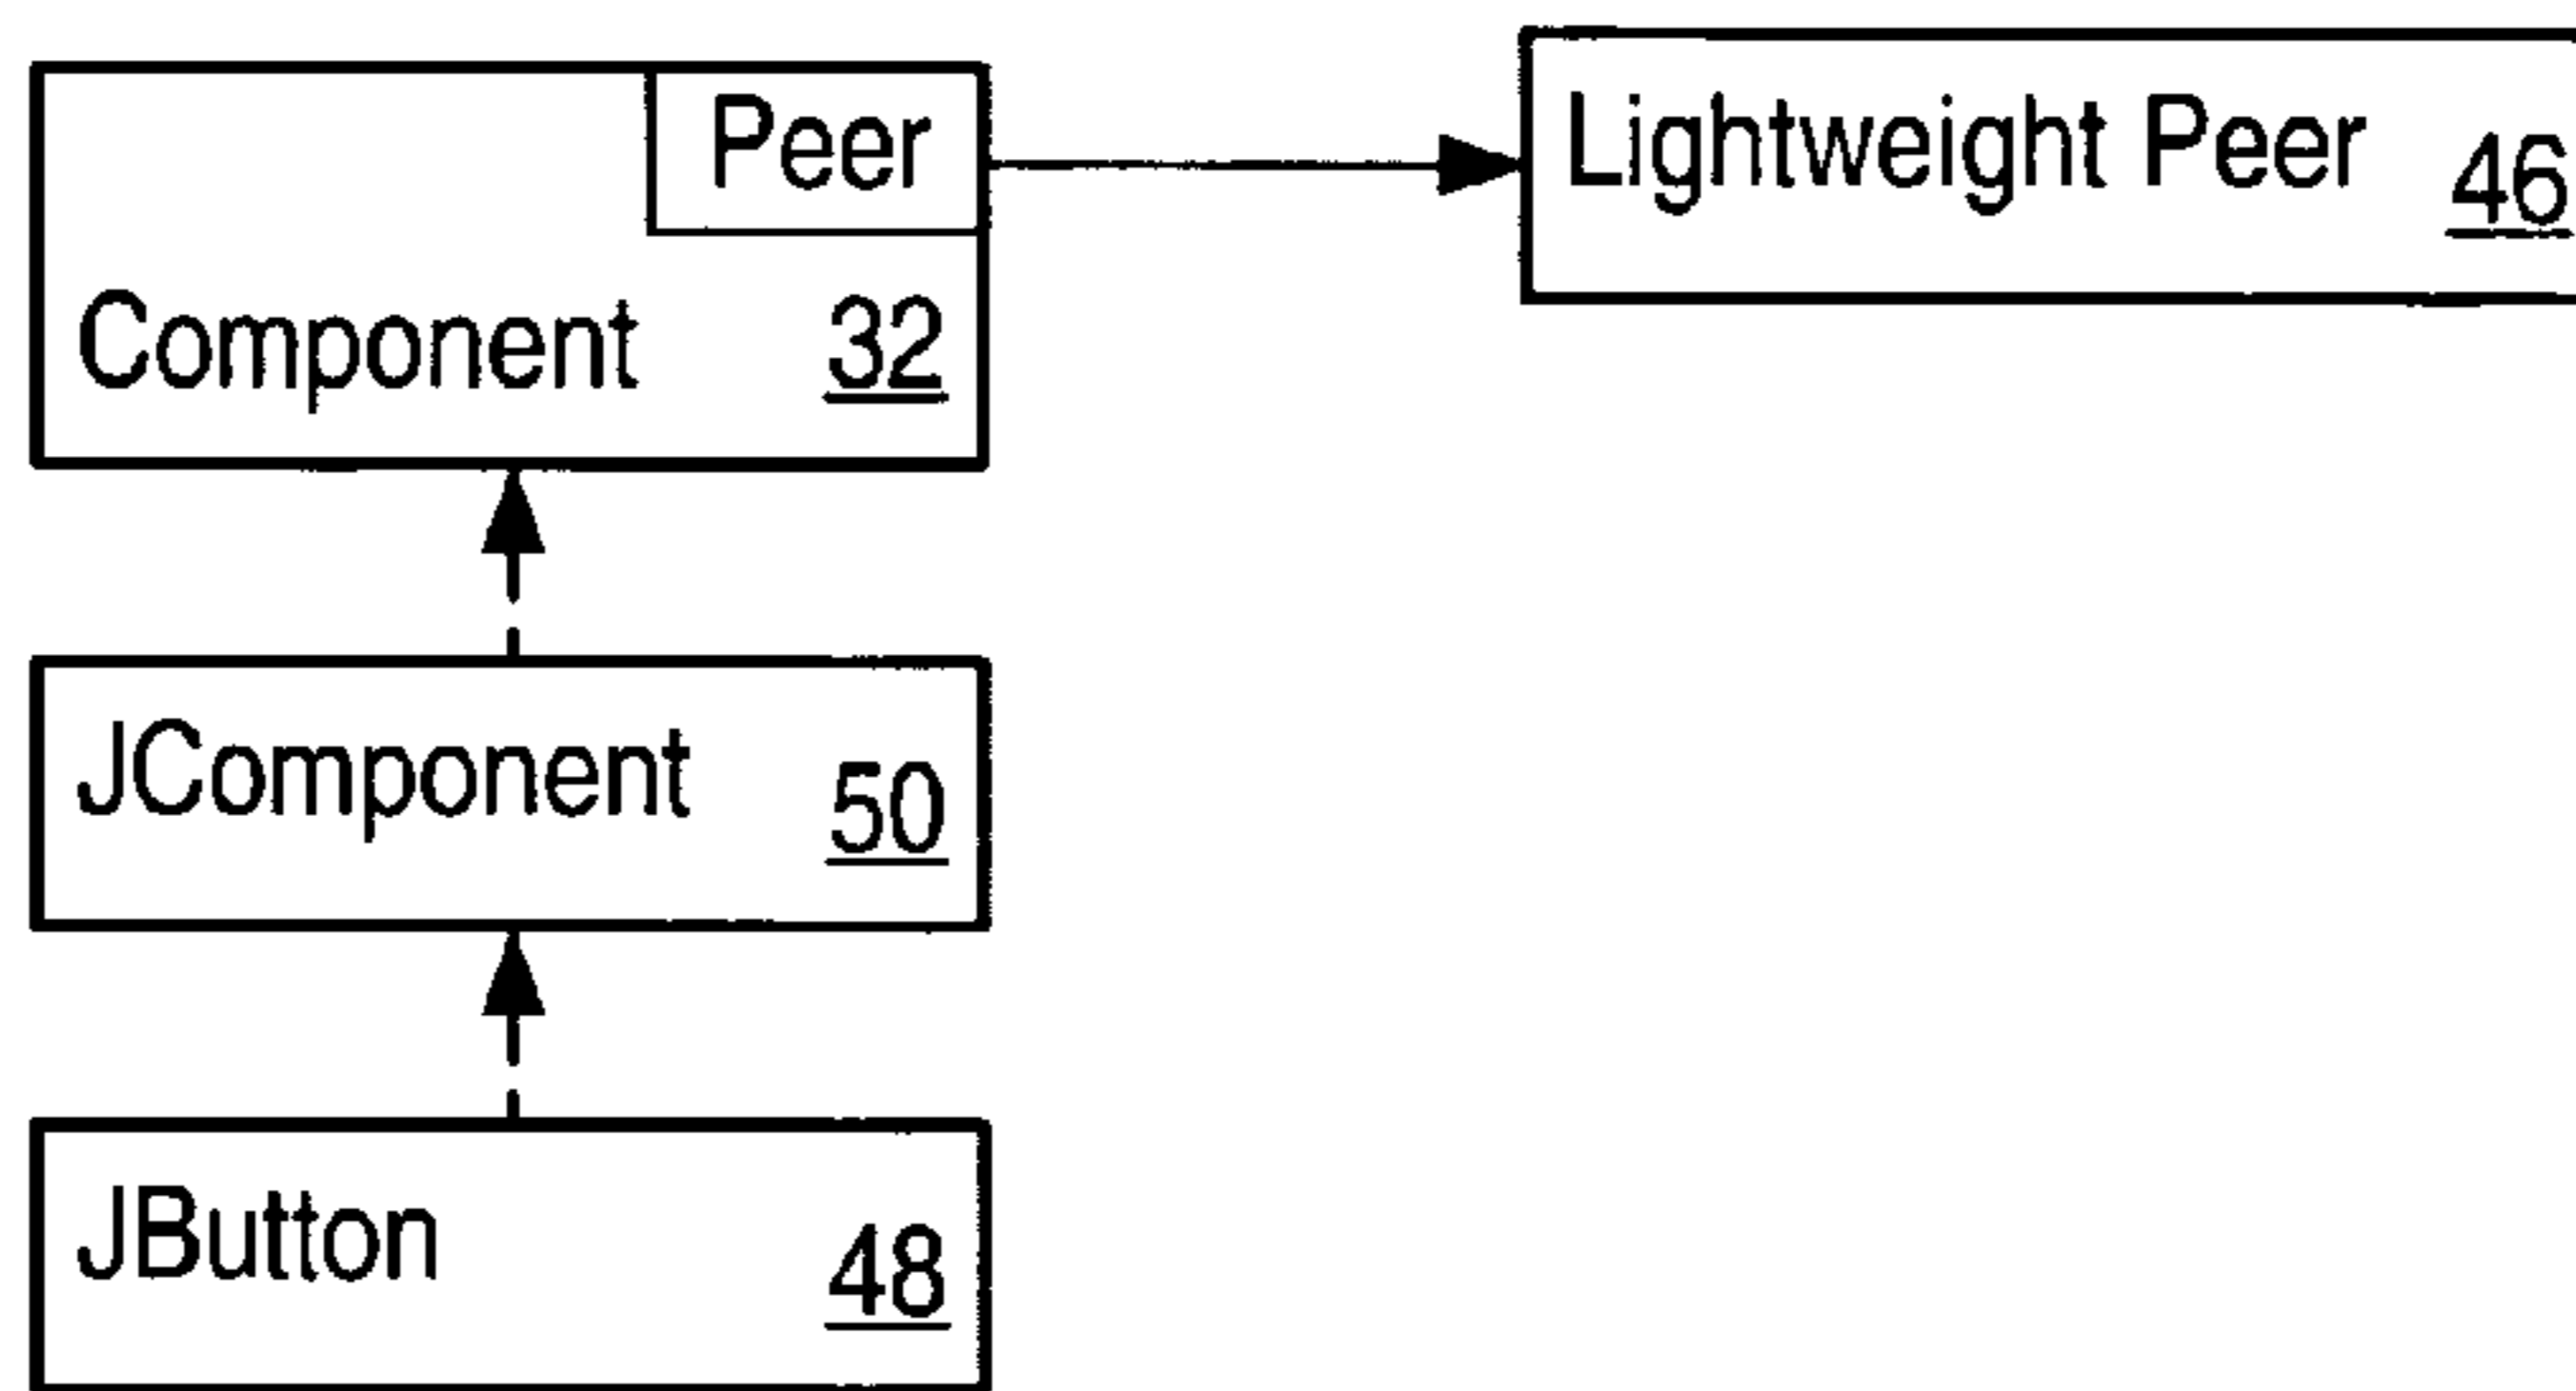 Peer
Lightweight Peer 46
Component 32
JComponent 50
JButton 48